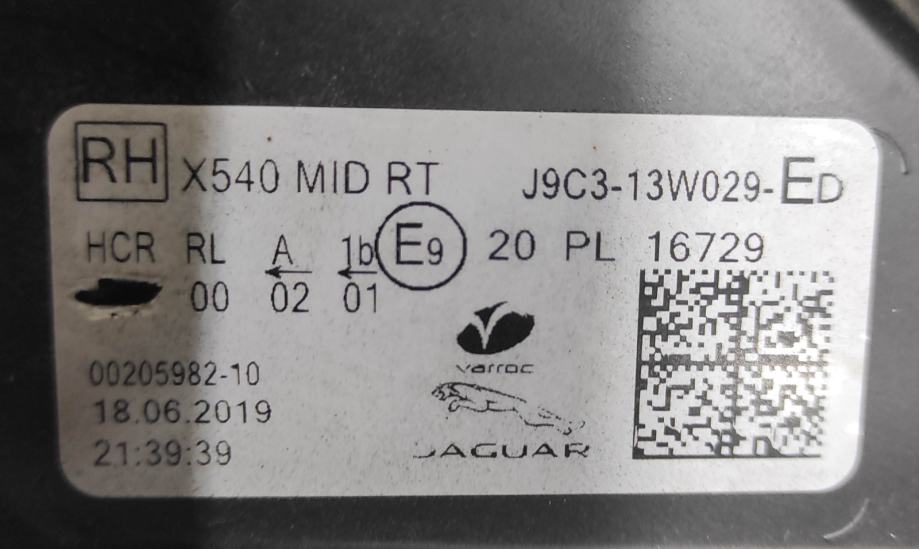 RH X540 MID RT J9C3-13W029-ED
HCR RL A 1b E9 20 PL 16729
00 02 01
varroc
00205982-10
18.06.2019
JAGUAR
21:39:39